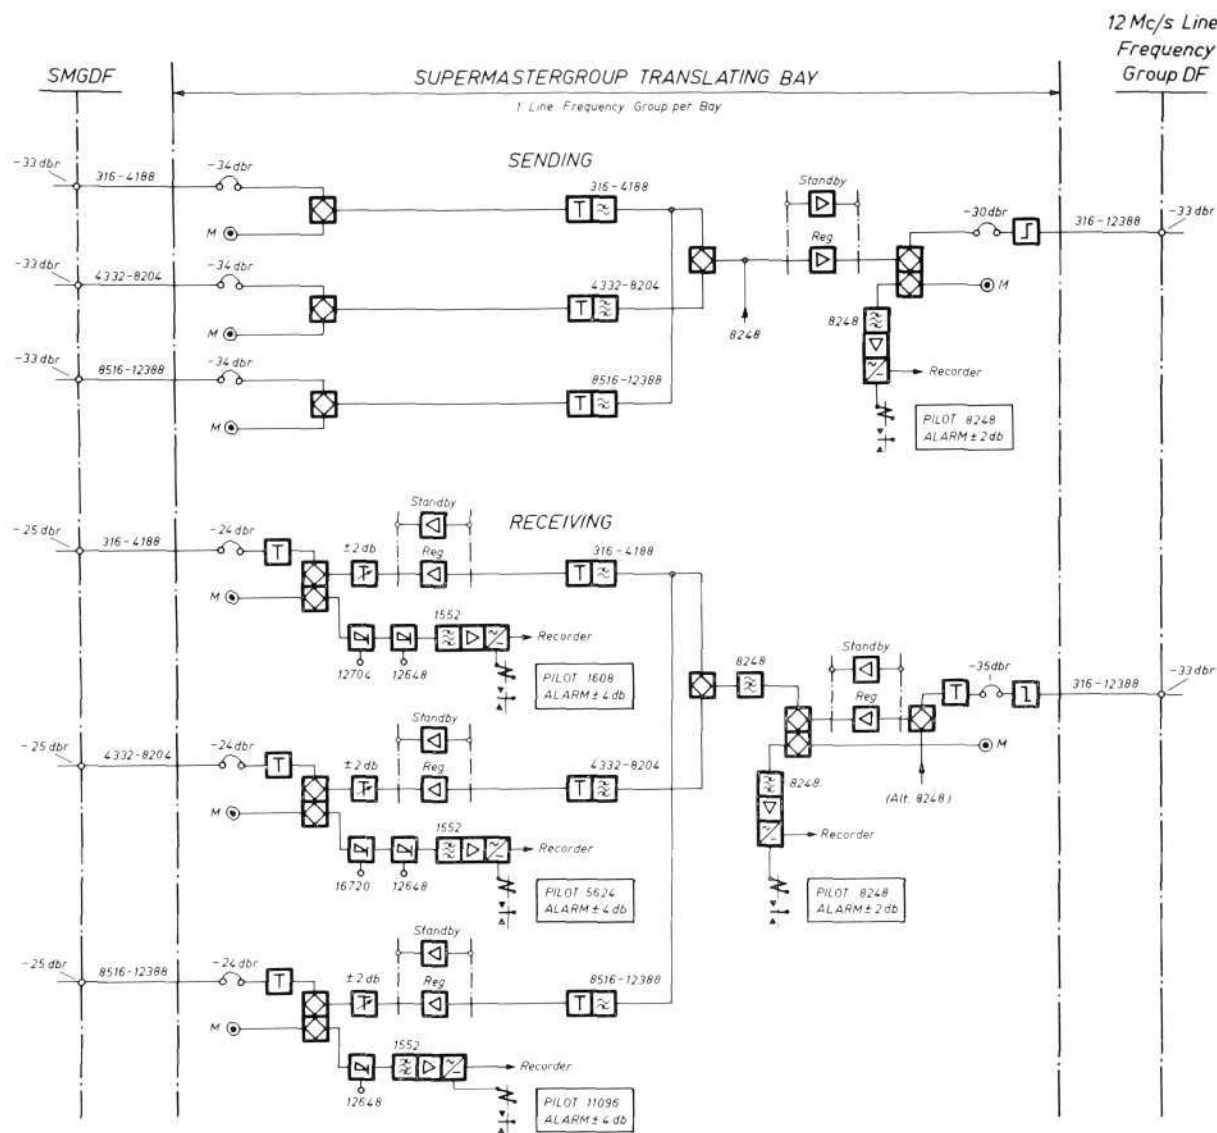 12 Mc/s Line
Frequency
Group DF
SMGDF
SUPERMASTERGROUP TRANSLATING BAY
1 Line Frequency Group per Bay
SENDING
-33 dbr
316-4188
-34 dbr
M
316-4188
Standby
Reg
-30 dbr
316-12388
-33 dbr
-33 dbr
4332-8204
-34 dbr
M
4332-8204
8248
8248
M
-33 dbr
8516-12388
-34 dbr
M
8516-12388
Recorder
PILOT 8248
ALARM ± 2 db
RECEIVING
-25 dbr
316-4188
-24 dbr
T
± 2 db
Standby
Reg
316-4188
T
M
12704
12648
1552
Recorder
PILOT 1608
ALARM ± 4 db
8248
Standby
Reg
T
-35 dbr
316-12388
-33 dbr
M
(Alt. 8248)
8248
Recorder
PILOT 8248
ALARM ± 2 db
-25 dbr
4332-8204
-24 dbr
T
± 2 db
Standby
Reg
4332-8204
T
M
16720
12648
1552
Recorder
PILOT 5624
ALARM ± 4 db
-25 dbr
8516-12388
-24 dbr
T
± 2 db
Standby
Reg
8516-12388
T
M
12648
1552
Recorder
PILOT 11096
ALARM ± 4 db